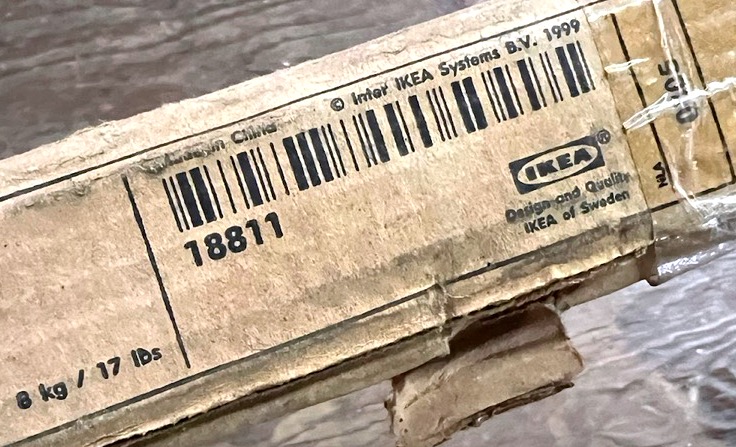 © Inter IKEA Systems B.V. 1999
Made in China
18811
IKEA®
Design and Quality
IKEA of Sweden
8 kg / 17 lbs